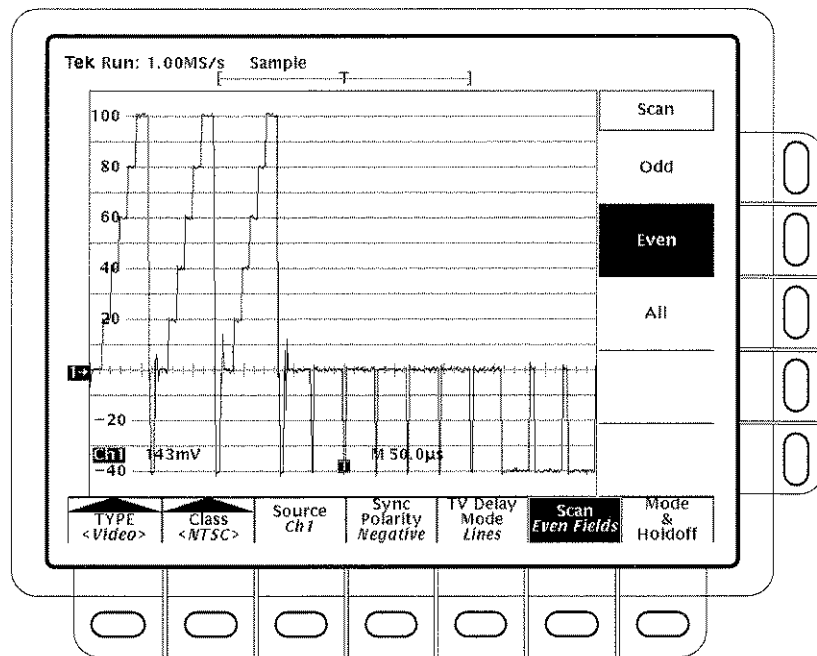 Tek Run: 1.00MS/s Sample
[ T ]
100
80
60
40
20
1→
-20
Ch1 143mV M 50.0µs
-40
T
Scan
Odd
Even
All
TYPE
<Video>
Class
<NTSC>
Source
Ch1
Sync
Polarity
Negative
TV Delay
Mode
Lines
Scan
Even Fields
Mode
&
Holdoff